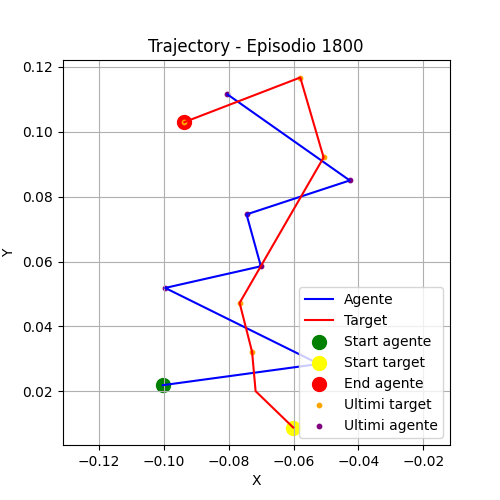 Trajectory - Episodio 1800
0.12
0.10
0.08
0.06
0.04
0.02
Y
Agente
Target
Start agente
Start target
End agente
Ultimi target
Ultimi agente
−0.12
−0.10
−0.08
−0.06
−0.04
−0.02
X